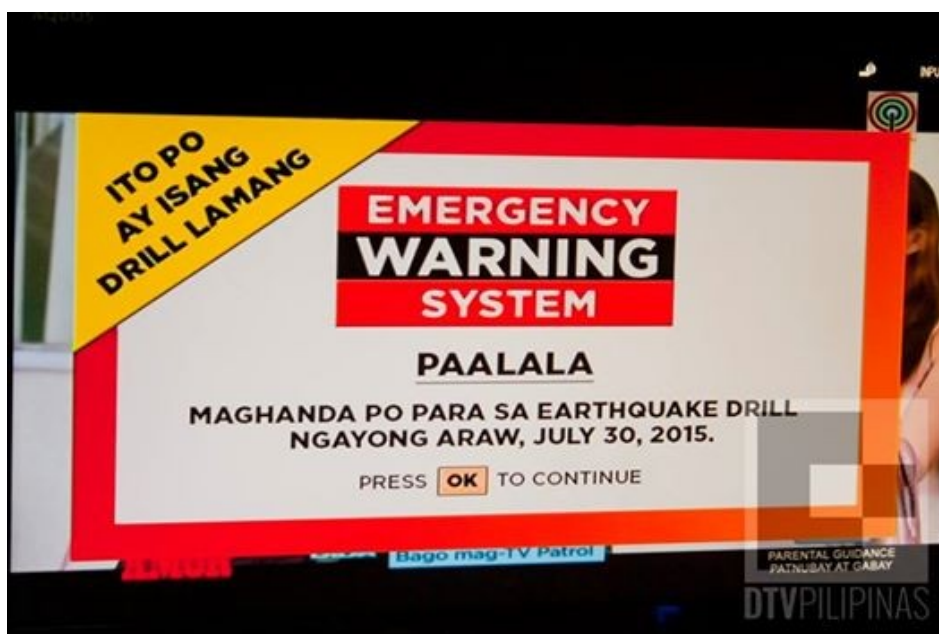 AQUOS
ITO PO
AY ISANG
DRILL LAMANG
EMERGENCY
WARNING
SYSTEM
PAALALA
MAGHANDA PO PARA SA EARTHQUAKE DRILL
NGAYONG ARAW, JULY 30, 2015.
PRESS OK TO CONTINUE
Bago mag-TV Patrol
PARENTAL GUIDANCE
PATNUBAY AT GABAY
DTVPILIPINAS